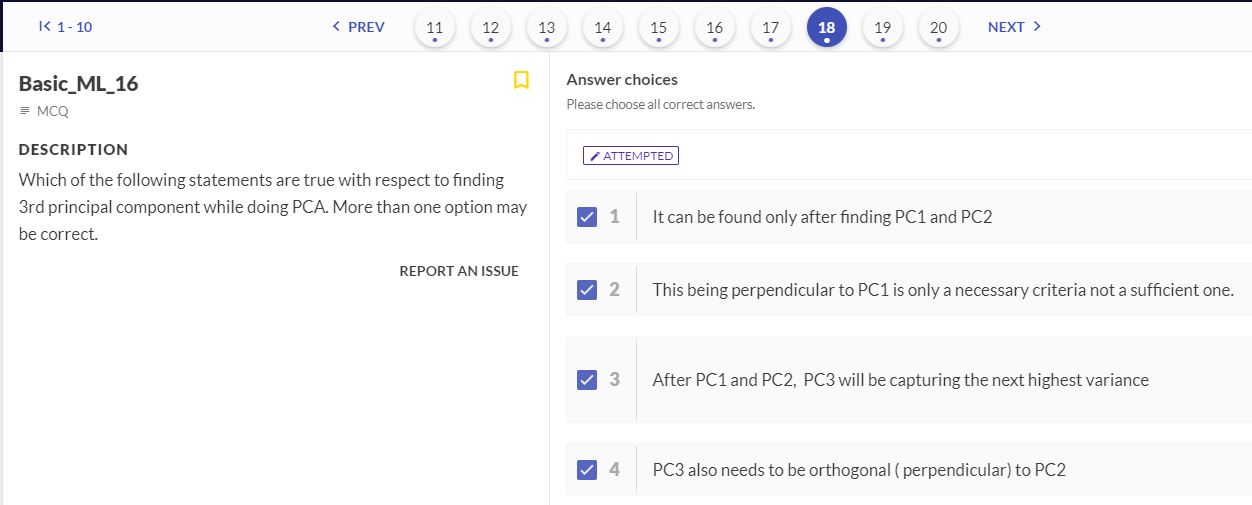 1 - 10
PREV
11
12
13
14
15
16
17
18
19
20
NEXT
Basic_ML_16
MCQ
DESCRIPTION
Which of the following statements are true with respect to finding
3rd principal component while doing PCA. More than one option may
be correct.
REPORT AN ISSUE
Answer choices
Please choose all correct answers.
ATTEMPTED
1 It can be found only after finding PC1 and PC2
2 This being perpendicular to PC1 is only a necessary criteria not a sufficient one.
3 After PC1 and PC2, PC3 will be capturing the next highest variance
4 PC3 also needs to be orthogonal ( perpendicular) to PC2